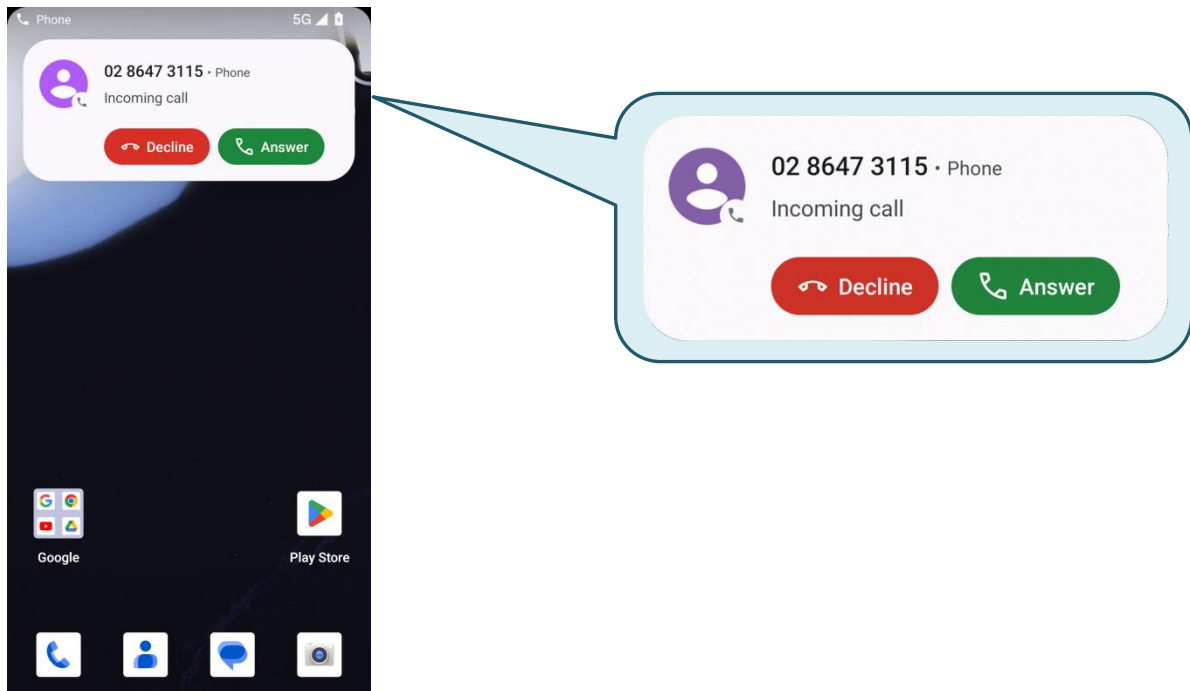 Phone 5G
02 8647 3115 • Phone
Incoming call
Decline Answer
Google Play Store
02 8647 3115 • Phone
Incoming call
Decline Answer